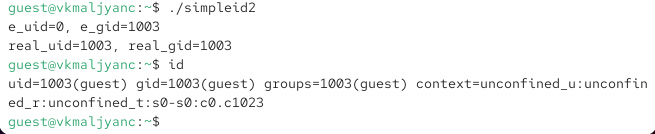 guest@vkmaljyanc:~$ ./simpleid2
e_uid=0, e_gid=1003
real_uid=1003, real_gid=1003
guest@vkmaljyanc:~$ id
uid=1003(guest) gid=1003(guest) groups=1003(guest) context=unconfined_u:unconfin
ed_r:unconfined_t:s0-s0:c0.c1023
guest@vkmaljyanc:~$